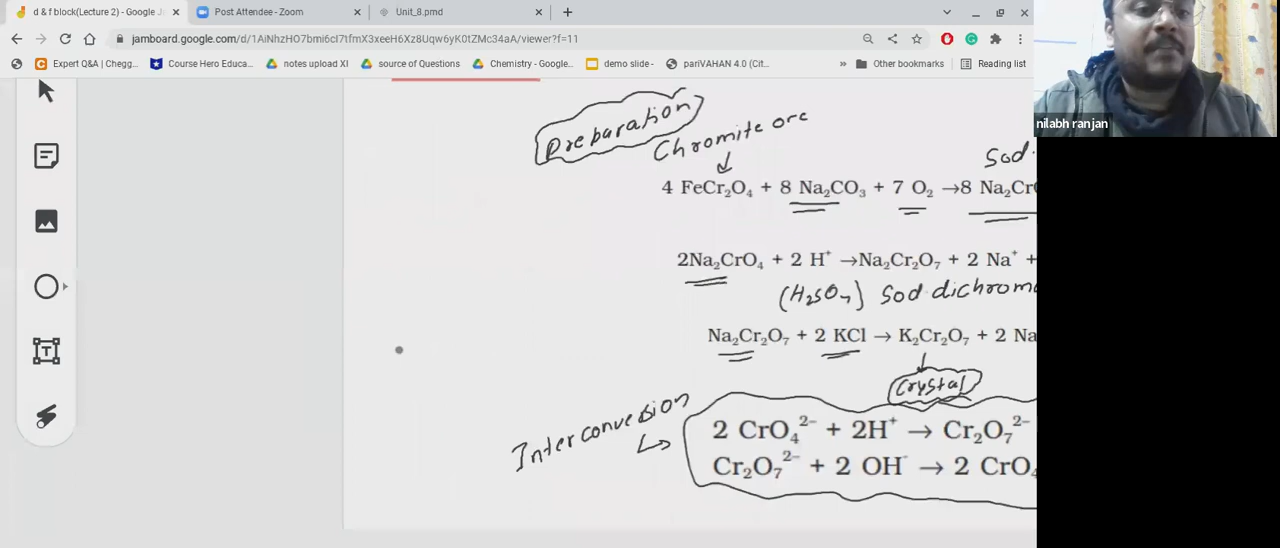 d & f block(Lecture 2) - Google J
Post Attendee - Zoom
Unit_8.pmd
jamboard.google.com/d/1AiNhzHO7bmi6cI7tfmX3xeeH6Xz8Uqw6yK0tZMc34aA/viewer?f=11
Expert Q&A | Chegg...
Course Hero Educa...
notes upload XI
source of Questions
Chemistry - Google...
demo slide -
pariVAHAN 4.0 (Cit...
Other bookmarks
Reading list
nilabh ranjan
Preparation
Chromite ore
Sod.
4 FeCr₂O₄ + 8 Na₂CO₃ + 7 O₂ →8 Na₂Cr
2Na₂CrO₄ + 2 H⁺ →Na₂Cr₂O₇ + 2 Na⁺ +
(H₂SO₄) Sod.dichrom
Na₂Cr₂O₇ + 2 KCl → K₂Cr₂O₇ + 2 Na
Crystal
Interconversion
2 CrO₄²⁻ + 2H⁺ → Cr₂O₇²⁻
Cr₂O₇²⁻ + 2 OH⁻ → 2 CrO₄